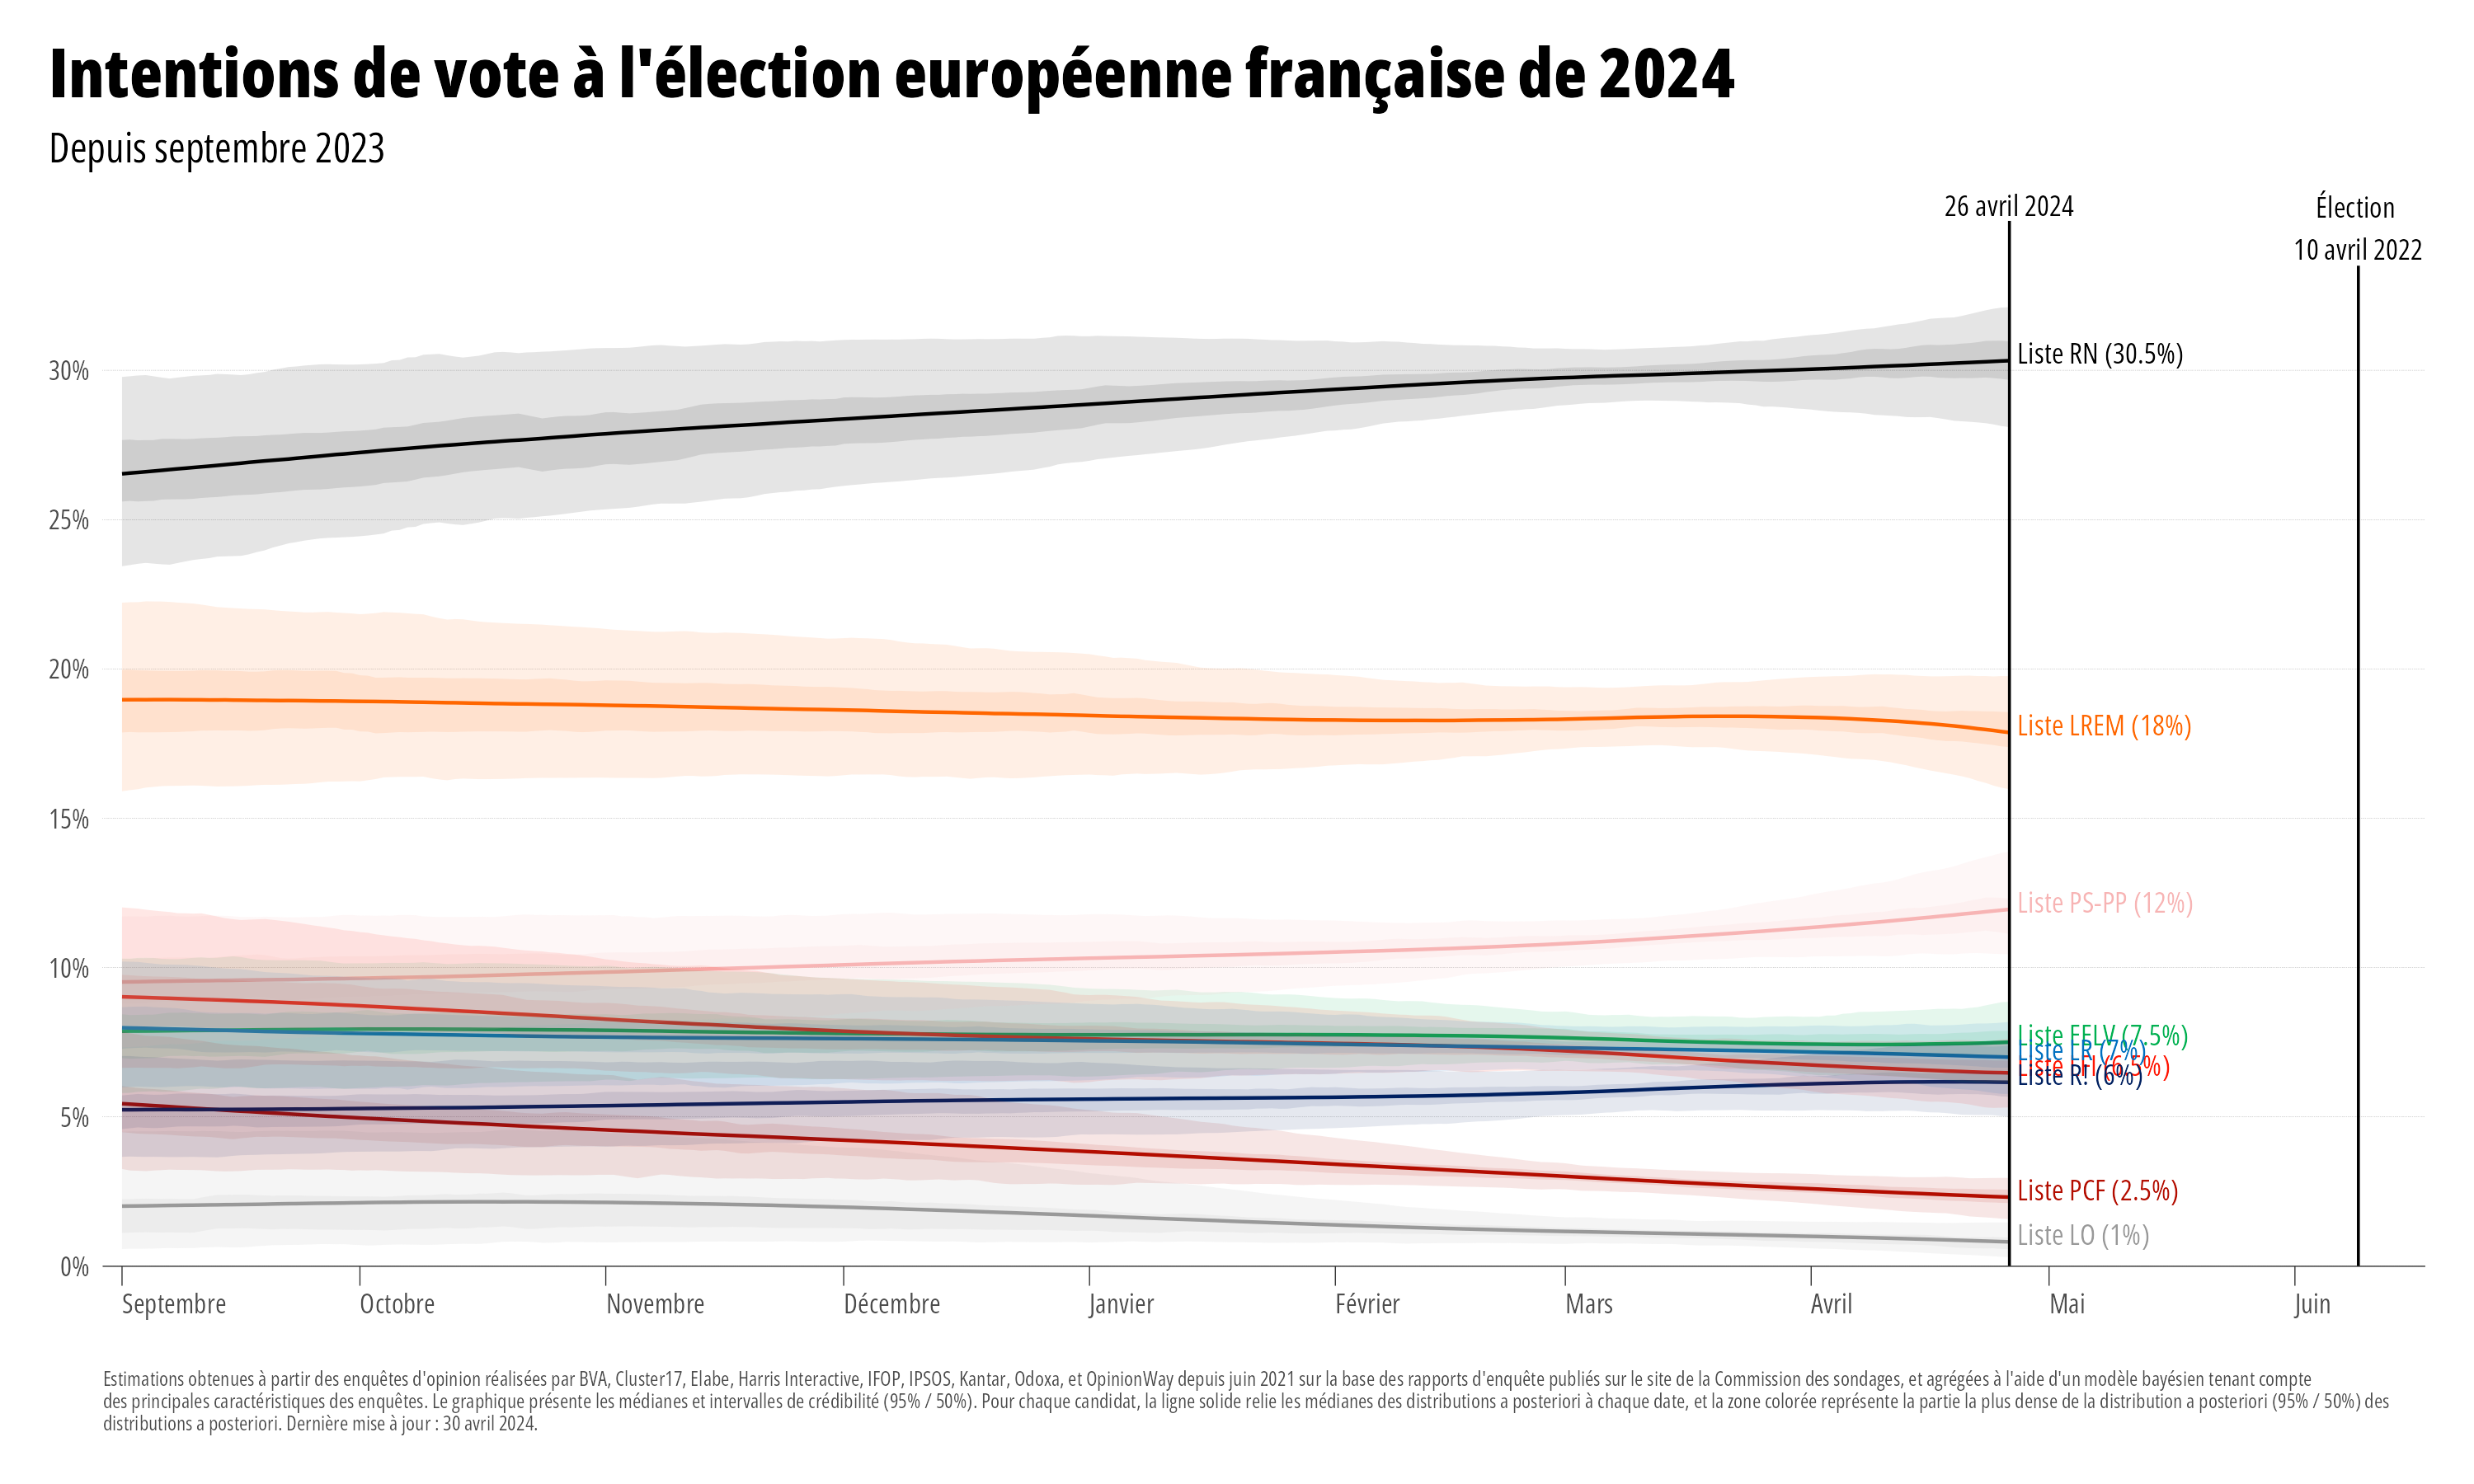 Intentions de vote à l'élection européenne française de 2024
Depuis septembre 2023
26 avril 2024
Élection
10 avril 2022
30%
25%
20%
15%
10%
5%
0%
Liste RN (30.5%)
Liste LREM (18%)
Liste PS-PP (12%)
Liste EELV (7.5%)
Liste LR (7%)
Liste LFI (6.5%)
Liste R! (6%)
Liste PCF (2.5%)
Liste LO (1%)
Septembre
Octobre
Novembre
Décembre
Janvier
Février
Mars
Avril
Mai
Juin
Estimations obtenues à partir des enquêtes d'opinion réalisées par BVA, Cluster17, Elabe, Harris Interactive, IFOP, IPSOS, Kantar, Odoxa, et OpinionWay depuis juin 2021 sur la base des rapports d'enquête publiés sur le site de la Commission des sondages, et agrégées à l'aide d'un modèle bayésien tenant compte
des principales caractéristiques des enquêtes. Le graphique présente les médianes et intervalles de crédibilité (95% / 50%). Pour chaque candidat, la ligne solide relie les médianes des distributions a posteriori à chaque date, et la zone colorée représente la partie la plus dense de la distribution a posteriori (95% / 50%) des
distributions a posteriori. Dernière mise à jour : 30 avril 2024.